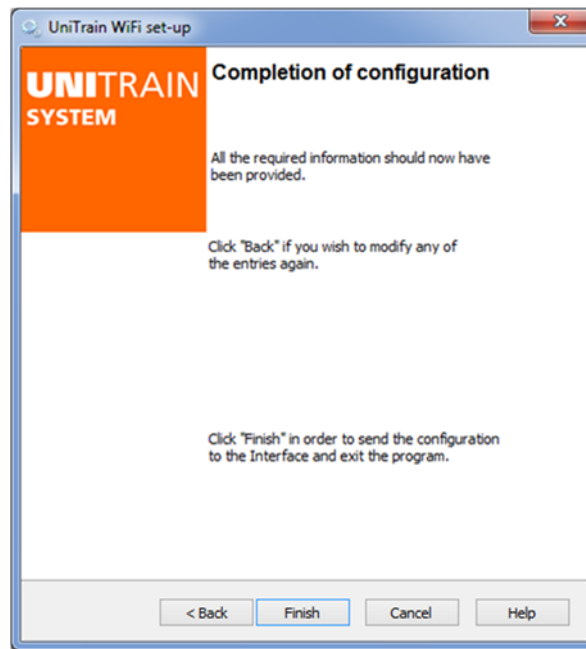 UniTrain WiFi set-up
UNITRAIN
SYSTEM
Completion of configuration
All the required information should now have
been provided.
Click "Back" if you wish to modify any of
the entries again.
Click "Finish" in order to send the configuration
to the Interface and exit the program.
< Back
Finish
Cancel
Help